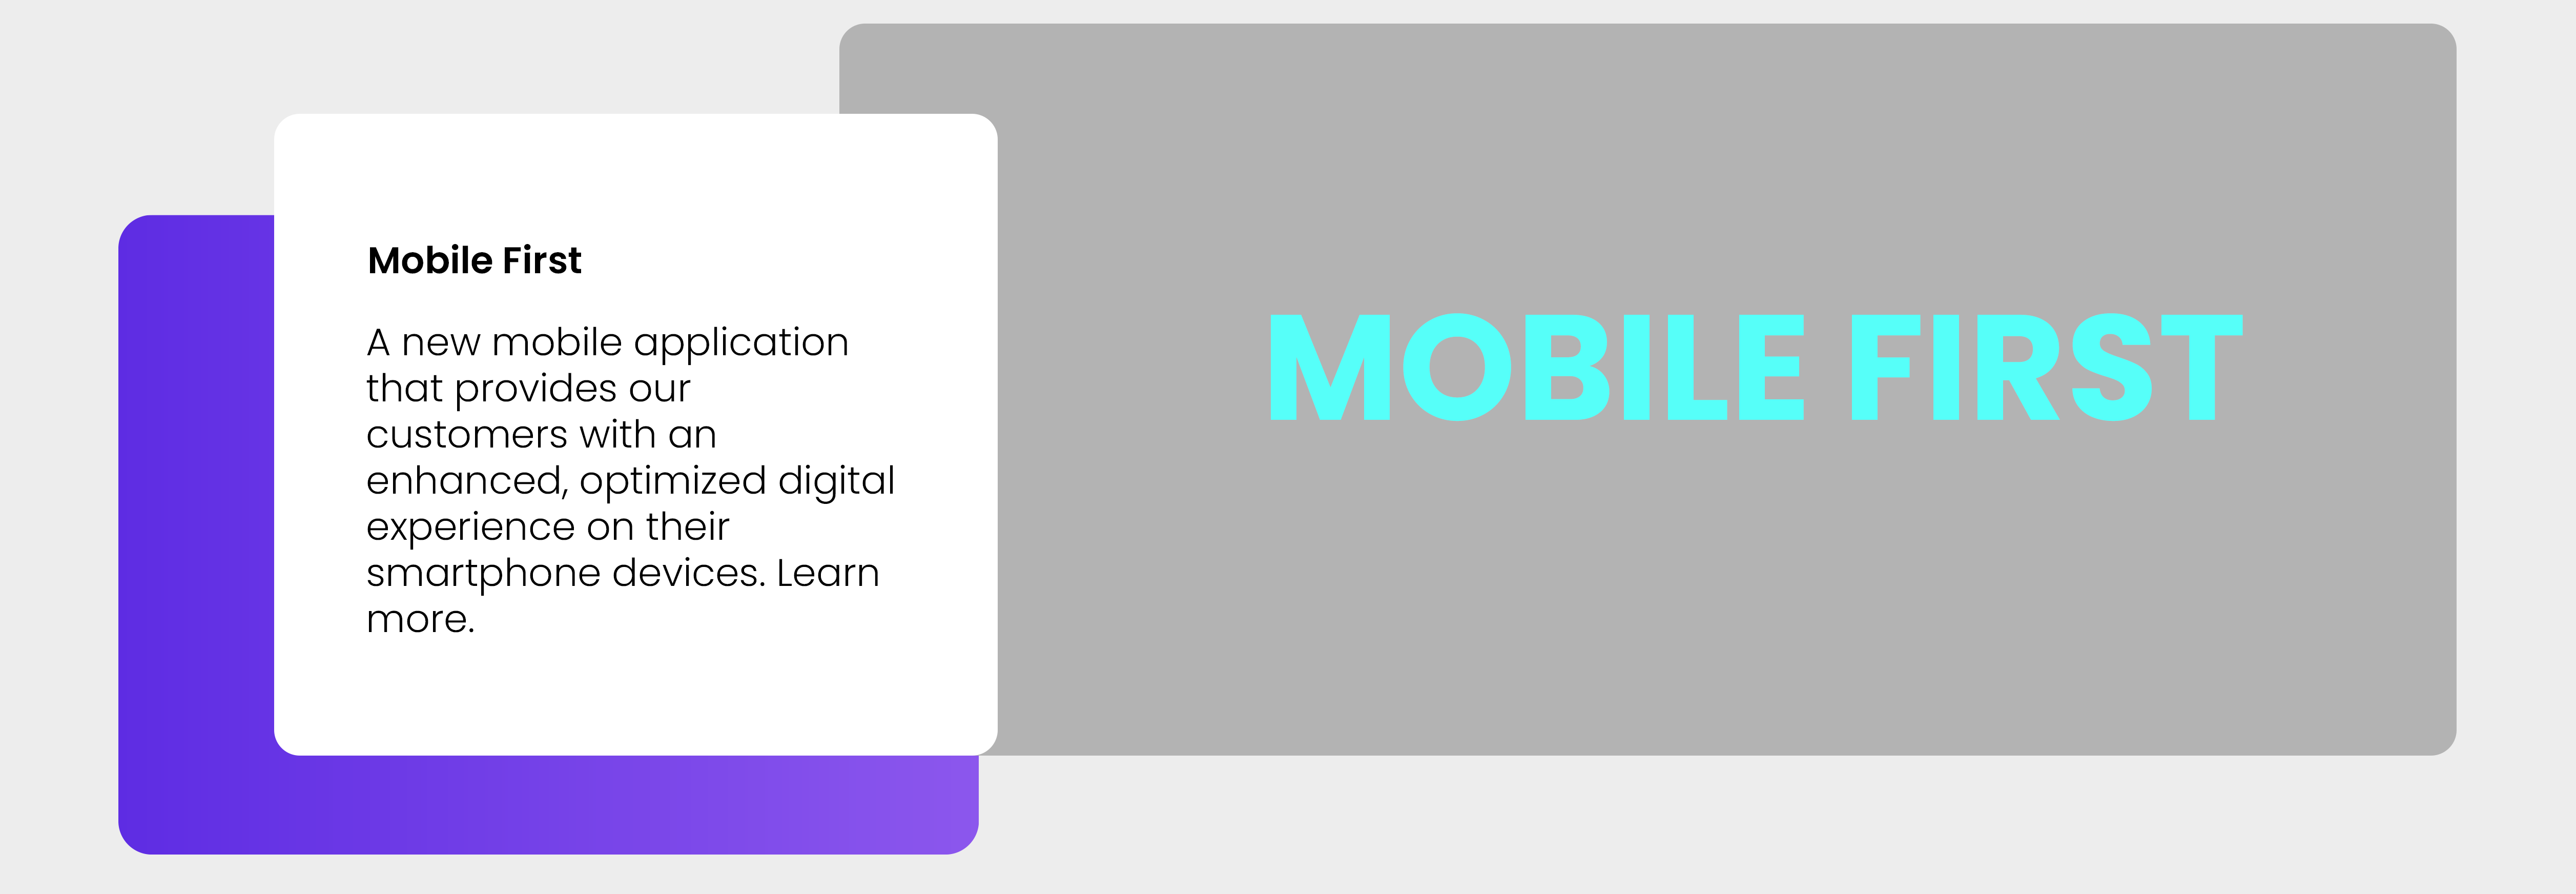 Mobile First
A new mobile application
that provides our
customers with an
enhanced, optimized digital
experience on their
smartphone devices. Learn
more.
MOBILE FIRST